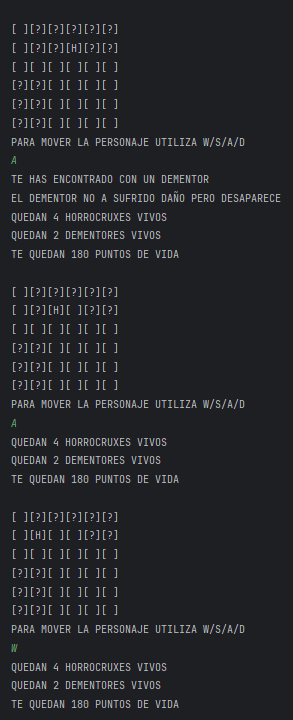 [ ][?][?][?][?][?]
[ ][?][?][H][?][?]
[ ][ ][ ][ ][ ][ ]
[?][?][ ][ ][ ][ ]
[?][?][ ][ ][ ][ ]
[?][?][ ][ ][ ][ ]
PARA MOVER LA PERSONAJE UTILIZA W/S/A/D
A
TE HAS ENCONTRADO CON UN DEMENTOR
EL DEMENTOR NO A SUFRIDO DAÑO PERO DESAPARECE
QUEDAN 4 HORROCRUXES VIVOS
QUEDAN 2 DEMENTORES VIVOS
TE QUEDAN 180 PUNTOS DE VIDA
[ ][?][?][?][?][?]
[ ][?][H][ ][?][?]
[ ][ ][ ][ ][ ][ ]
[?][?][ ][ ][ ][ ]
[?][?][ ][ ][ ][ ]
[?][?][ ][ ][ ][ ]
PARA MOVER LA PERSONAJE UTILIZA W/S/A/D
A
QUEDAN 4 HORROCRUXES VIVOS
QUEDAN 2 DEMENTORES VIVOS
TE QUEDAN 180 PUNTOS DE VIDA
[ ][?][?][?][?][?]
[ ][H][ ][ ][?][?]
[ ][ ][ ][ ][ ][ ]
[?][?][ ][ ][ ][ ]
[?][?][ ][ ][ ][ ]
[?][?][ ][ ][ ][ ]
PARA MOVER LA PERSONAJE UTILIZA W/S/A/D
W
QUEDAN 4 HORROCRUXES VIVOS
QUEDAN 2 DEMENTORES VIVOS
TE QUEDAN 180 PUNTOS DE VIDA